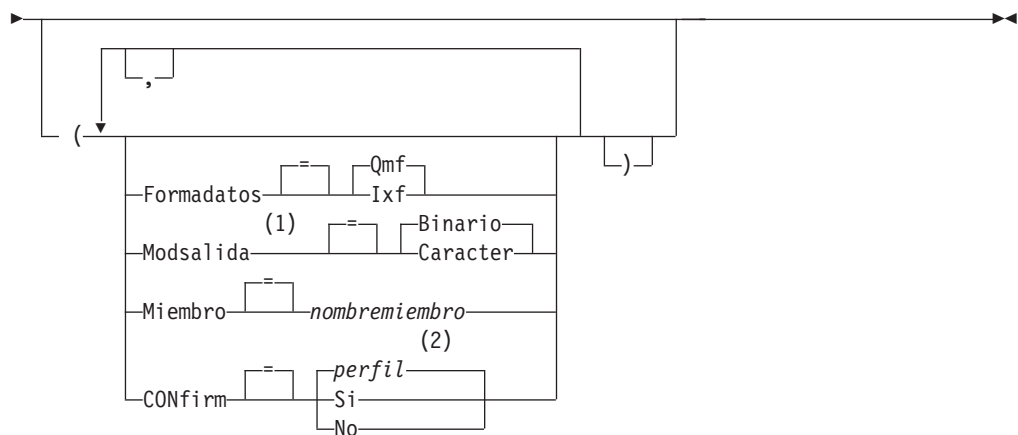 ,
(
)
= Qmf
Formadatos Ixf
(1)
= Binario
Modsalida Caracter
=
Miembro nombremiembro
(2)
= perfil
CONfirm Si
No